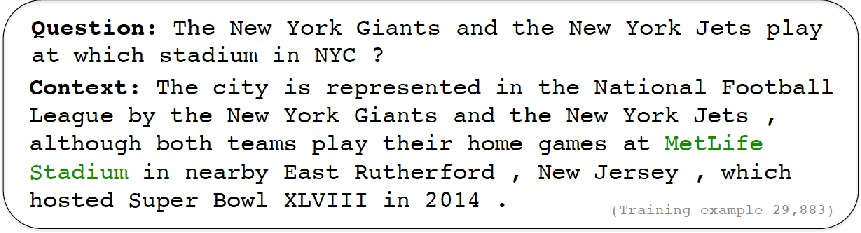 Question: The New York Giants and the New York Jets play
at which stadium in NYC ?
Context: The city is represented in the National Football
League by the New York Giants and the New York Jets ,
although both teams play their home games at MetLife
Stadium in nearby East Rutherford , New Jersey , which
hosted Super Bowl XLVIII in 2014 .
(Training example 29,883)